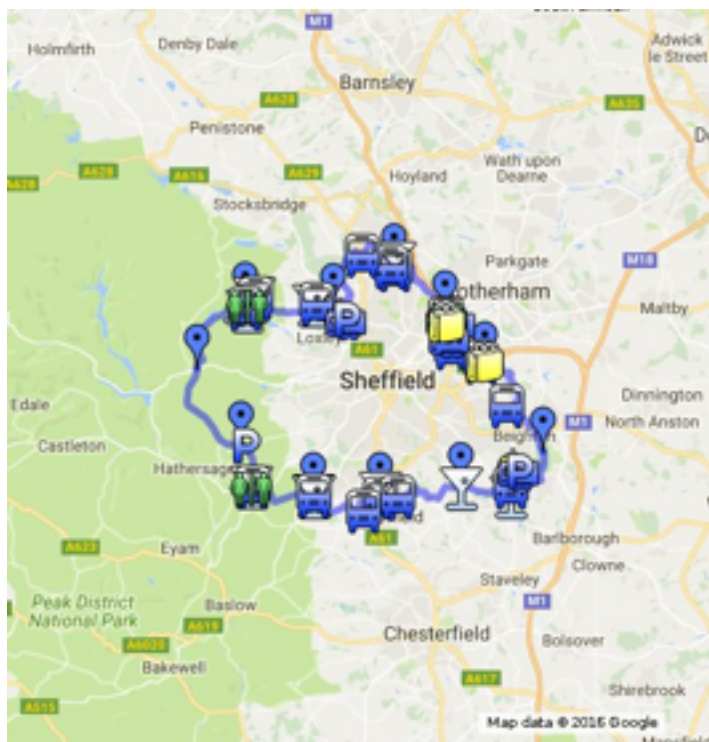 M1
Holmfirth
Denby Dale
Adwick
le Street
Barnsley
A628
A635
Penistone
Wath upon
Dearne
A628
A628
A616
A629
Hoyland
Stocksbridge
Parkgate
M18
otherham
Maltby
P
Loxley
A61
Sheffield
Dinnington
Edale
M1
North Anston
Beighton
P
Castleton
Hathersage
P
field
A61
A623
Eyam
Barlborough
Clowne
Staveley
Peak District
National Park
Baslow
M1
A619
Chesterfield
A6020
Bolsover
Bakewell
A617
Shirebrook
A515
Map data © 2016 Google